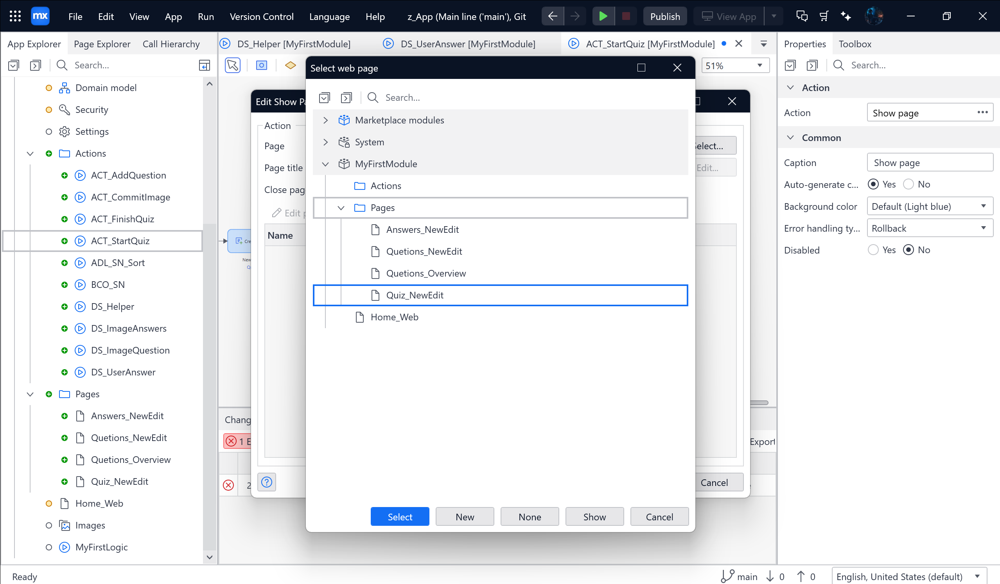 mx File Edit View App Run Version Control Language Help z_App (Main line ('main'), Git Publish View App
App Explorer Page Explorer Call Hierarchy
Search...
Domain model
Security
Settings
Actions
ACT_AddQuestion
ACT_CommitImage
ACT_FinishQuiz
ACT_StartQuiz
ADL_SN_Sort
BCO_SN
DS_Helper
DS_ImageAnswers
DS_ImageQuestion
DS_UserAnswer
Pages
Answers_NewEdit
Quetions_NewEdit
Quetions_Overview
Quiz_NewEdit
Home_Web
Images
MyFirstLogic
DS_Helper [MyFirstModule] DS_UserAnswer [MyFirstModule] ACT_StartQuiz [MyFirstModule]
51%
Edit Show Pa
Action
Page
Select...
Page title
Edit...
Close pag
Edit p
Name
Cre
New
Q
Chang
1 E
Export
2
Cancel
Select web page
Search...
Marketplace modules
System
MyFirstModule
Actions
Pages
Answers_NewEdit
Quetions_NewEdit
Quetions_Overview
Quiz_NewEdit
Home_Web
Select New None Show Cancel
Properties Toolbox
Search...
Action
Action Show page
Common
Caption Show page
Auto-generate c... Yes No
Background color Default (Light blue)
Error handling ty... Rollback
Disabled Yes No
Ready main 0 0 English, United States (default)